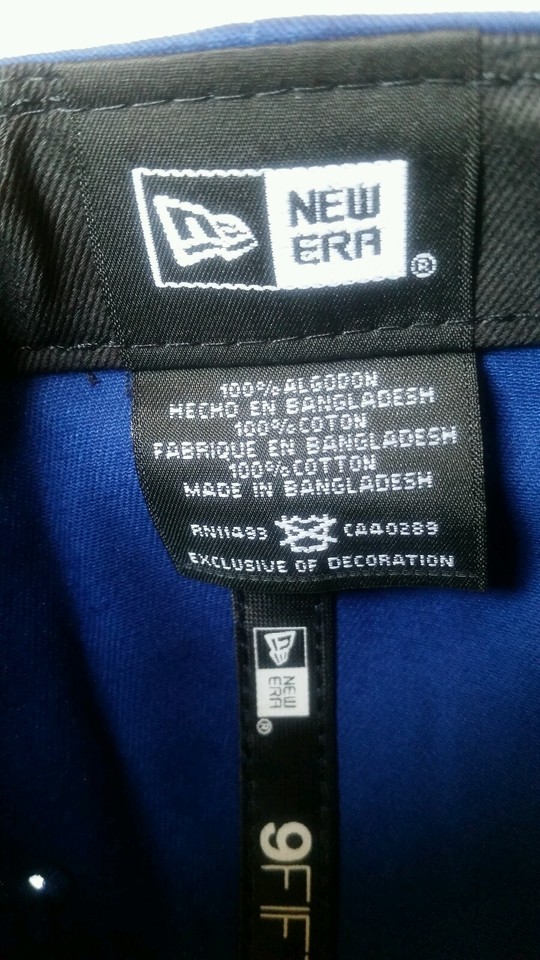 NEW
ERA
®
100% ALGODON
HECHO EN BANGLADESH
100% COTON
FABRIQUE EN BANGLADESH
100% COTTON
MADE IN BANGLADESH
RN11493 CA40289
EXCLUSIVE OF DECORATION
NEW
ERA
®
9FIF